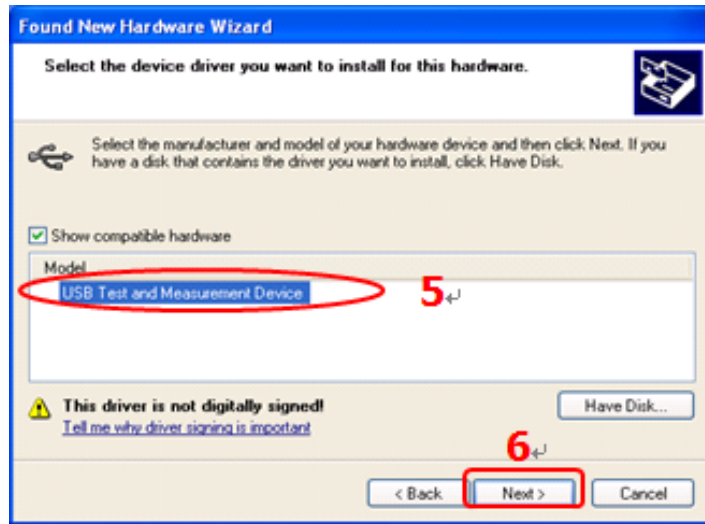 Found New Hardware Wizard
Select the device driver you want to install for this hardware.
Select the manufacturer and model of your hardware device and then click Next. If you
have a disk that contains the driver you want to install, click Have Disk.
Show compatible hardware
Model
USB Test and Measurement Device
5↵
This driver is not digitally signed!
Have Disk...
Tell me why driver signing is important
6↵
< Back
Next >
Cancel